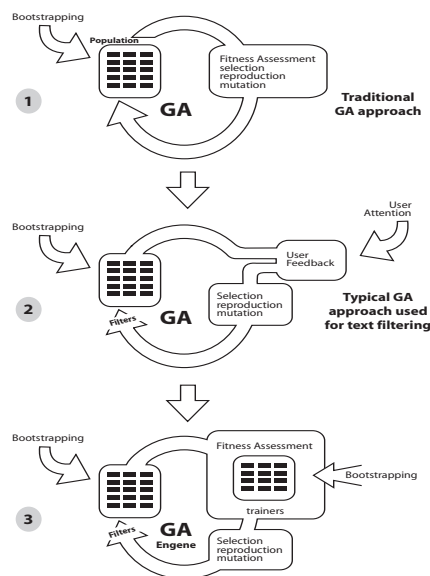 Bootstrapping
Population
Fitness Assessment
selection
reproduction
mutation
1
GA
Traditional
GA approach
User
Attention
Bootstrapping
User
Feedback
Selection
reproduction
mutation
2
GA
Filters
Typical GA
approach used
for text filtering
Bootstrapping
Fitness Assessment
Bootstrapping
trainers
3
GA
Engene
Filters
Selection
reproduction
mutation